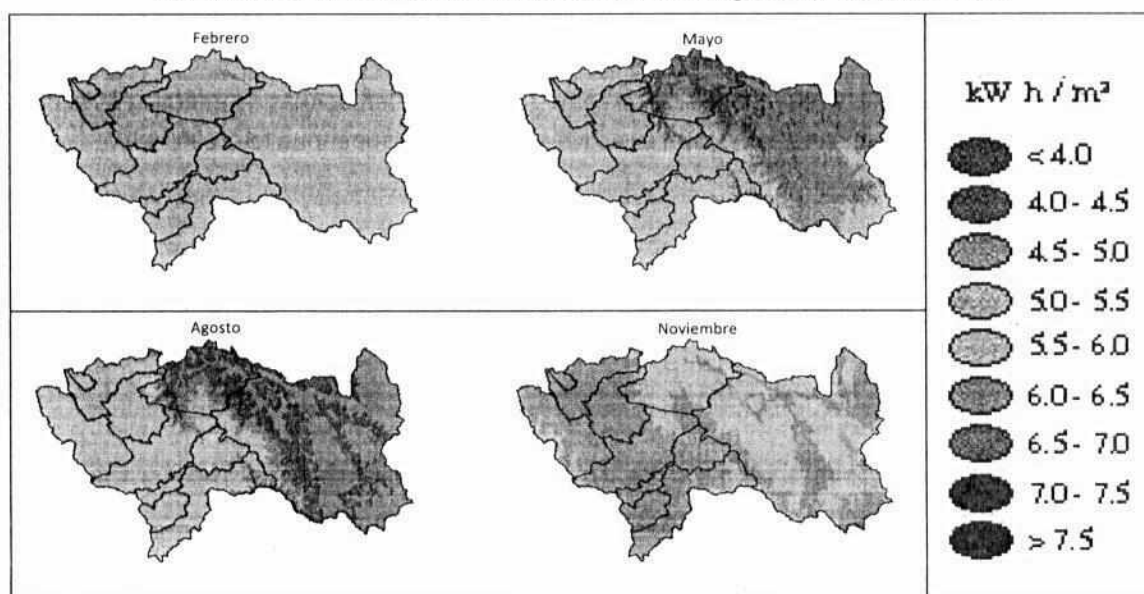 Febrero
Mayo
Agosto
Noviembre
kW h / m²
< 4.0
4.0 - 4.5
4.5 - 5.0
5.0 - 5.5
5.5 - 6.0
6.0 - 6.5
6.5 - 7.0
7.0 - 7.5
> 7.5